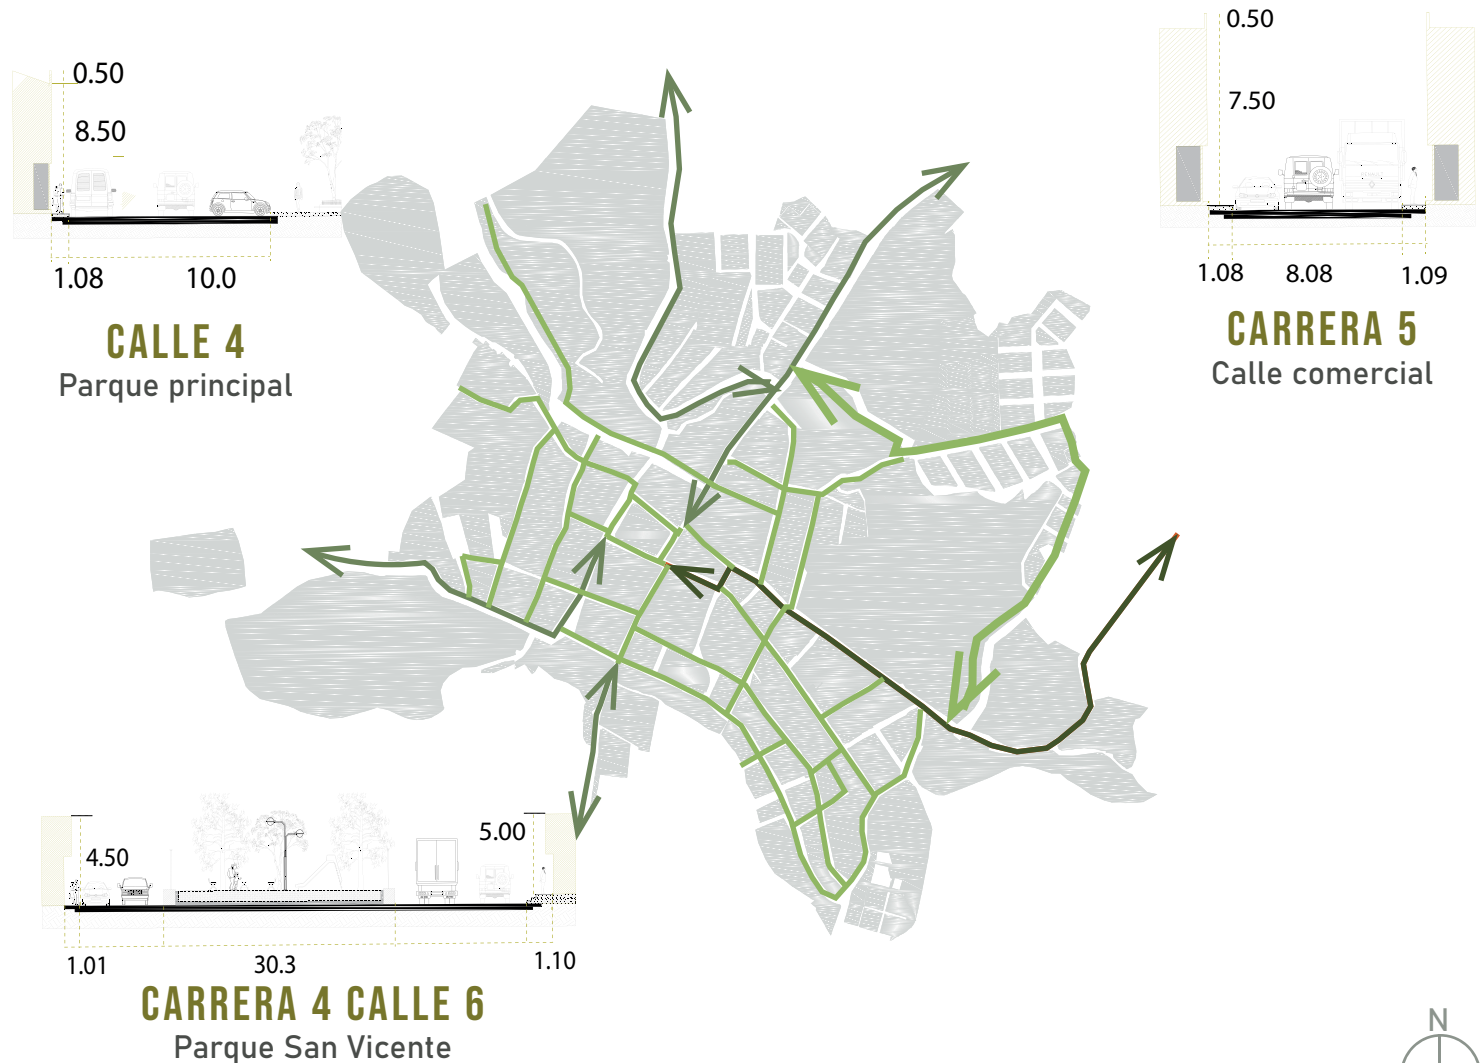 0.50
8.50
1.08 10.0
CALLE 4
Parque principal
0.50
7.50
1.08 8.08 1.09
CARRERA 5
Calle comercial
4.50
5.00
1.01 30.3 1.10
CARRERA 4 CALLE 6
Parque San Vicente
N